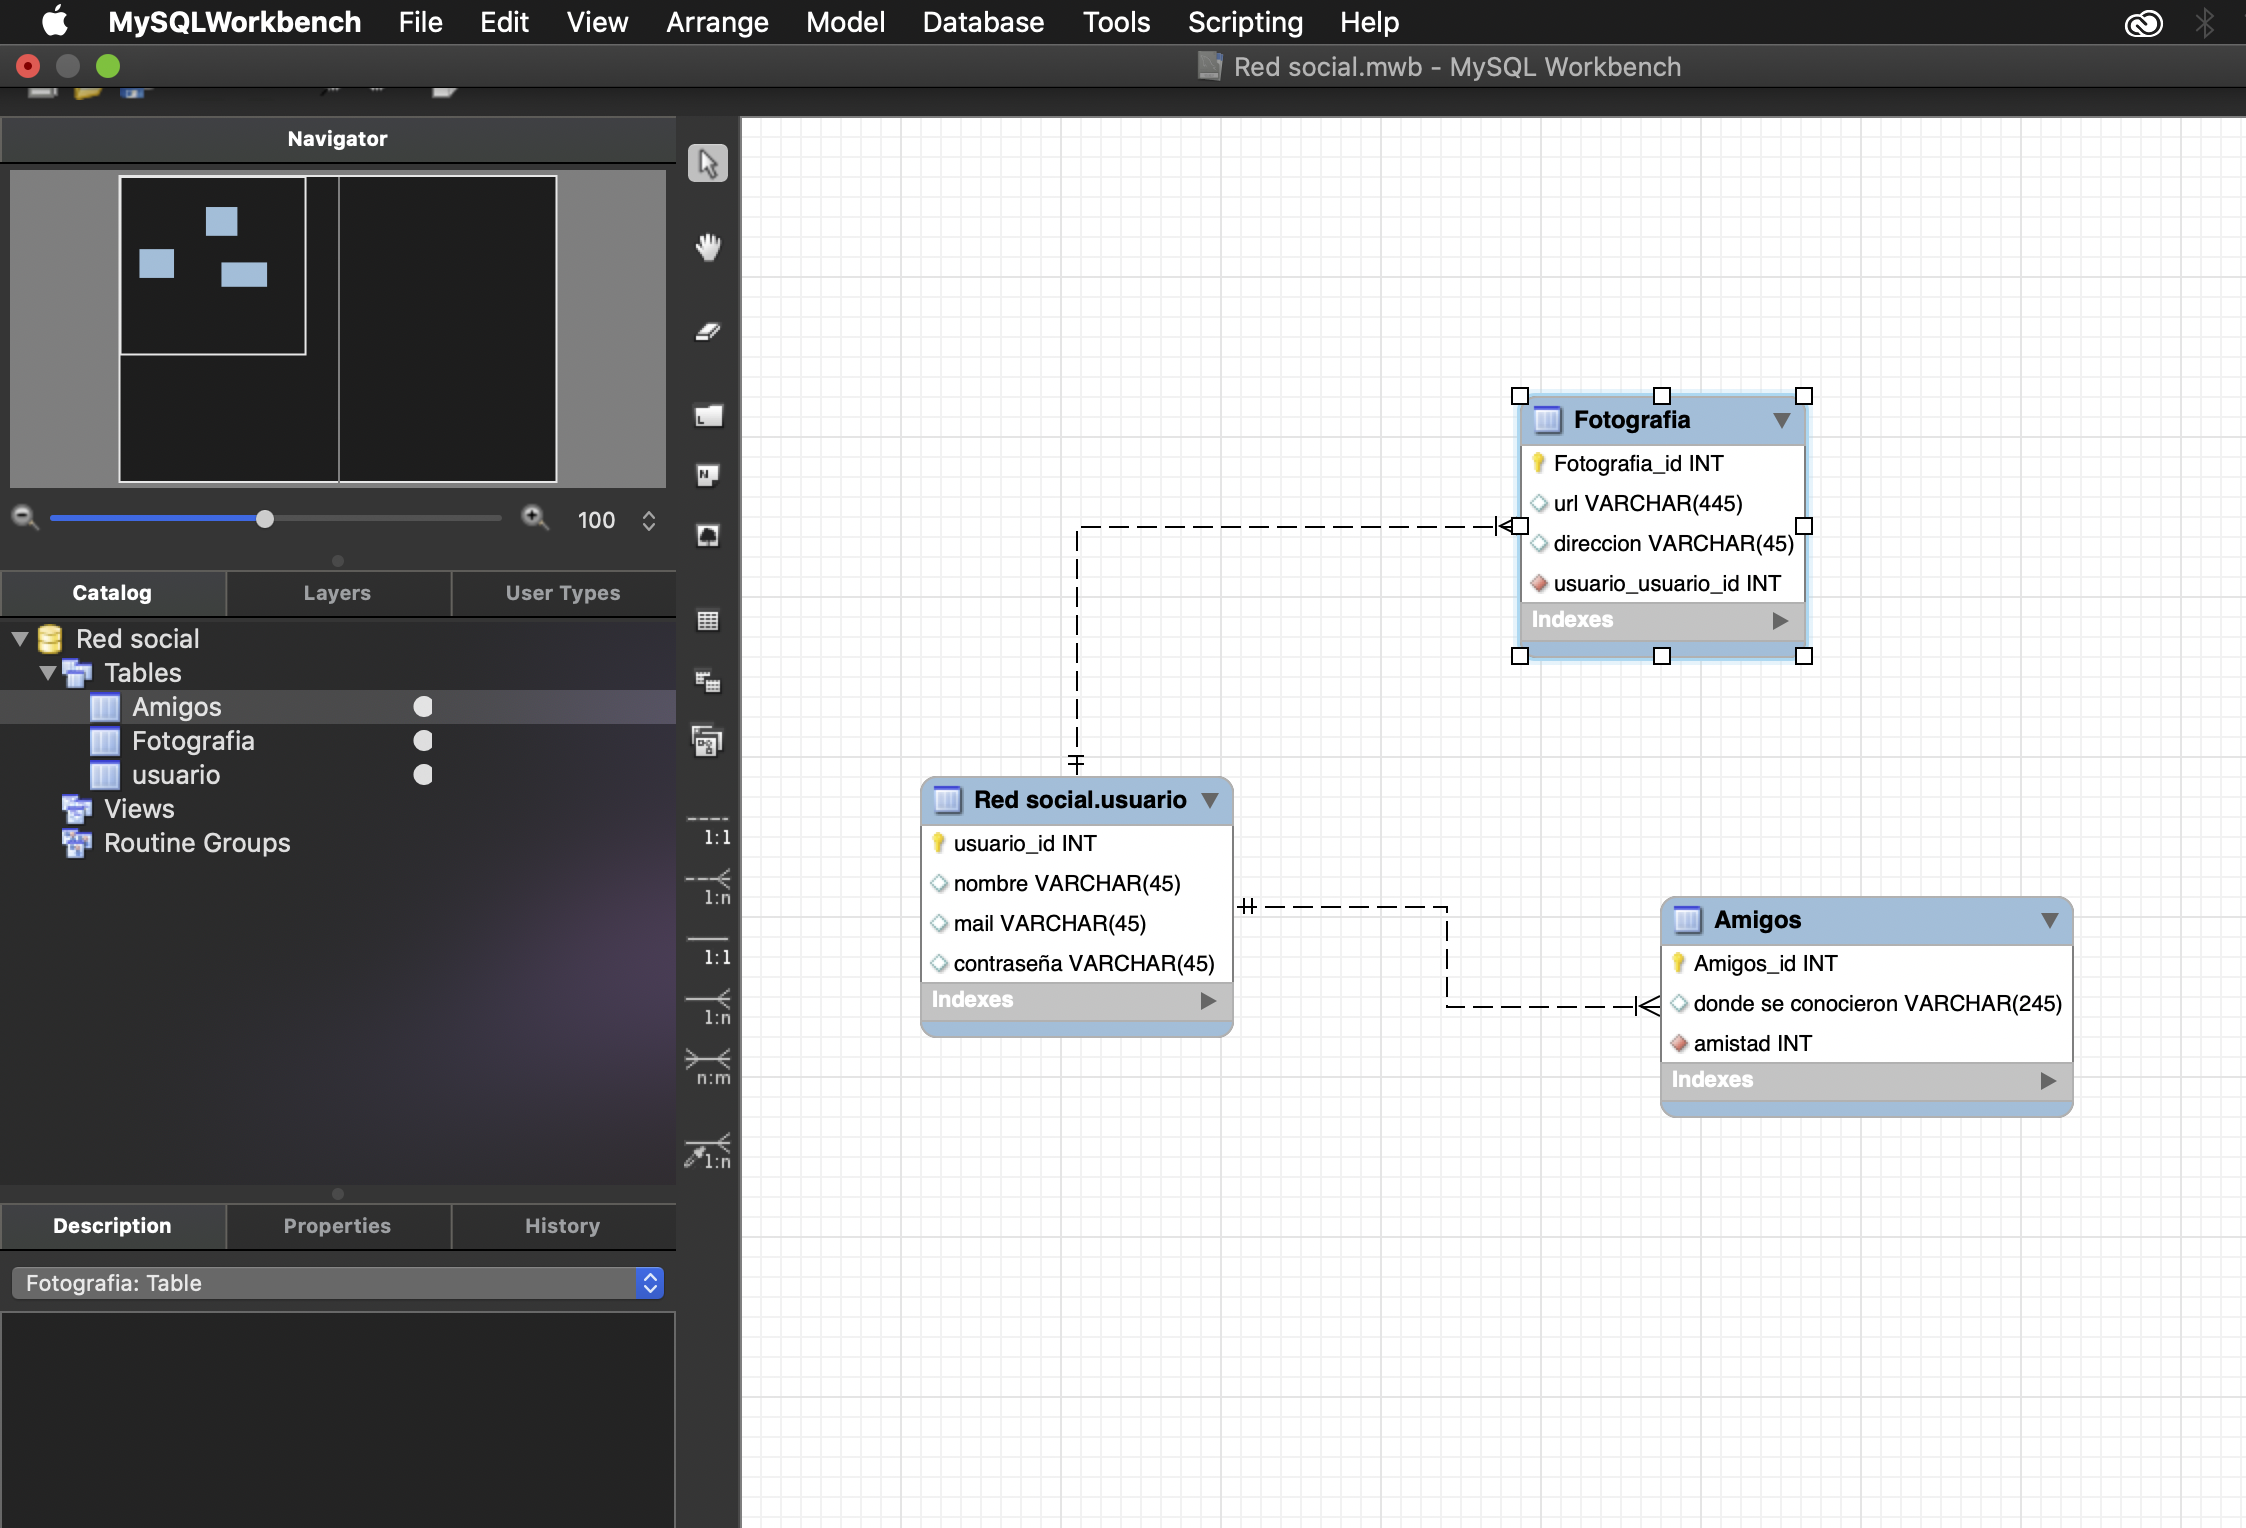 MySQLWorkbench File Edit View Arrange Model Database Tools Scripting Help
Red social.mwb - MySQL Workbench
Navigator
100
Catalog Layers User Types
Red social
Tables
Amigos
Fotografia
usuario
Views
Routine Groups
Description Properties History
Fotografia: Table
L
N
1:1
1:n
1:1
1:n
n:m
1:n
Fotografia
Fotografia_id INT
url VARCHAR(445)
direccion VARCHAR(45)
usuario_usuario_id INT
Indexes
Red social.usuario
usuario_id INT
nombre VARCHAR(45)
mail VARCHAR(45)
contraseña VARCHAR(45)
Indexes
Amigos
Amigos_id INT
donde se conocieron VARCHAR(245)
amistad INT
Indexes